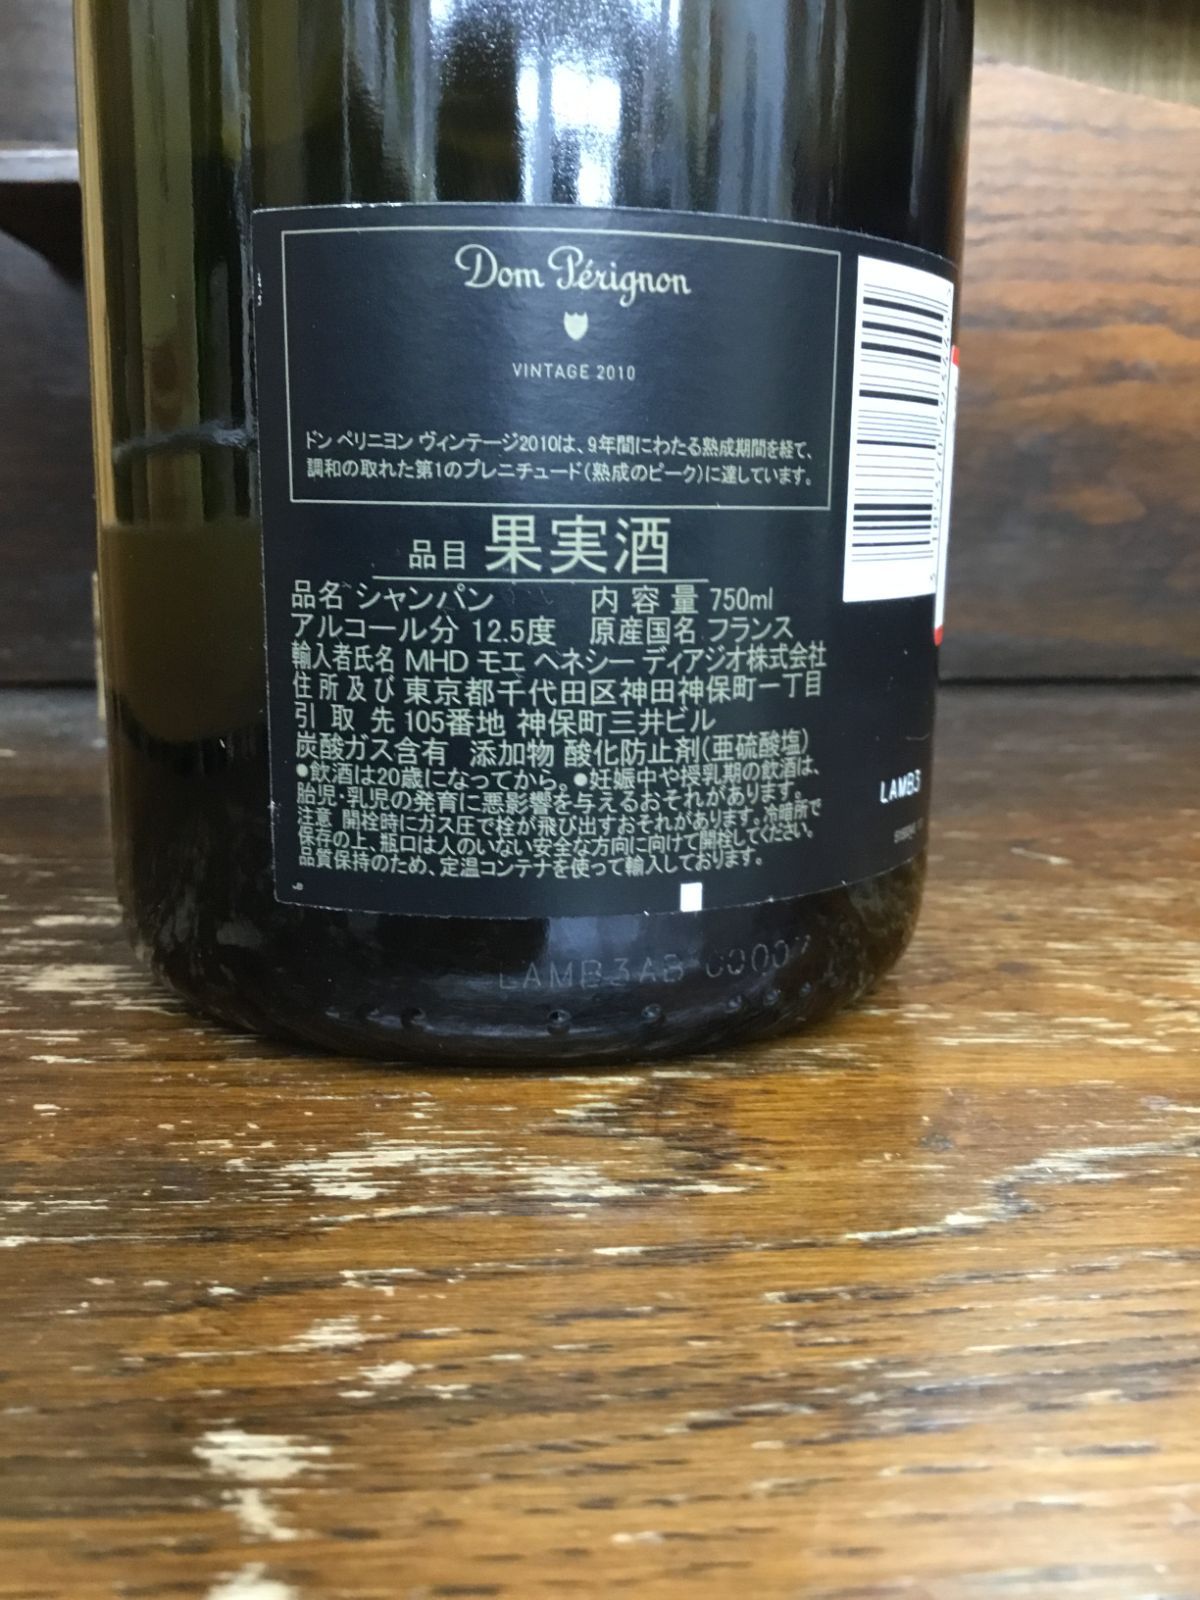 Dom Pérignon
VINTAGE 2010
ドン ペリニヨン ヴィンテージ2010は、9年間にわたる熟成期間を経て、
調和の取れた第1のプレニチュード(熟成のピーク)に達しています。
品目 果実酒
品名 シャンパン 内容量 750ml
アルコール分 12.5度 原産国名 フランス
輸入者氏名 MHD モエ ヘネシー ディアジオ株式会社
住所及び 東京都千代田区神田神保町一丁目
引取先 105番地 神保町三井ビル
炭酸ガス含有 添加物 酸化防止剤(亜硫酸塩)
●飲酒は20歳になってから。●妊娠中や授乳期の飲酒は、
胎児・乳児の発育に悪影響を与えるおそれがあります。
注意 開栓時にガス圧で栓が飛び出すおそれがあります。冷暗所で
保存の上、瓶口は人のいない安全な方向に向けて開栓してください。
品質保持のため、定温コンテナを使って輸入しております。
LAMB3
LAMB3AB 00007